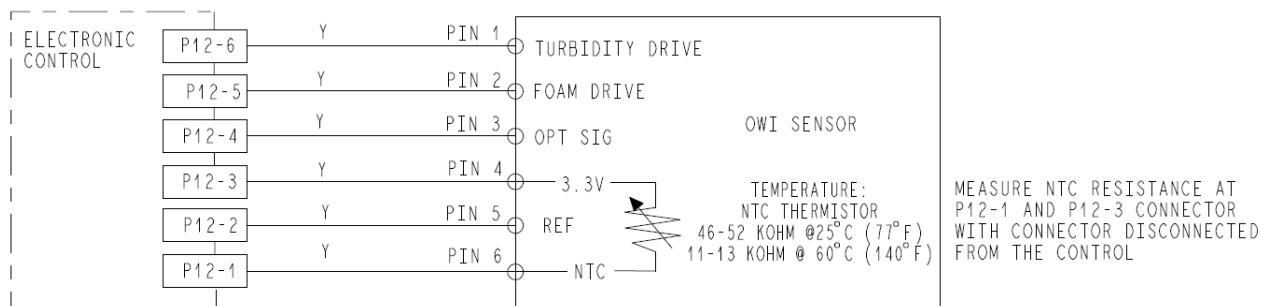 ELECTRONIC
CONTROL
P12-6 Y PIN 1 TURBIDITY DRIVE
P12-5 Y PIN 2 FOAM DRIVE
P12-4 Y PIN 3 OPT SIG
P12-3 Y PIN 4 3.3V
P12-2 Y PIN 5 REF
P12-1 Y PIN 6 NTC
OWI SENSOR
TEMPERATURE:
NTC THERMISTOR
46-52 KOHM @25°C (77°F)
11-13 KOHM @ 60°C (140°F)
MEASURE NTC RESISTANCE AT
P12-1 AND P12-3 CONNECTOR
WITH CONNECTOR DISCONNECTED
FROM THE CONTROL